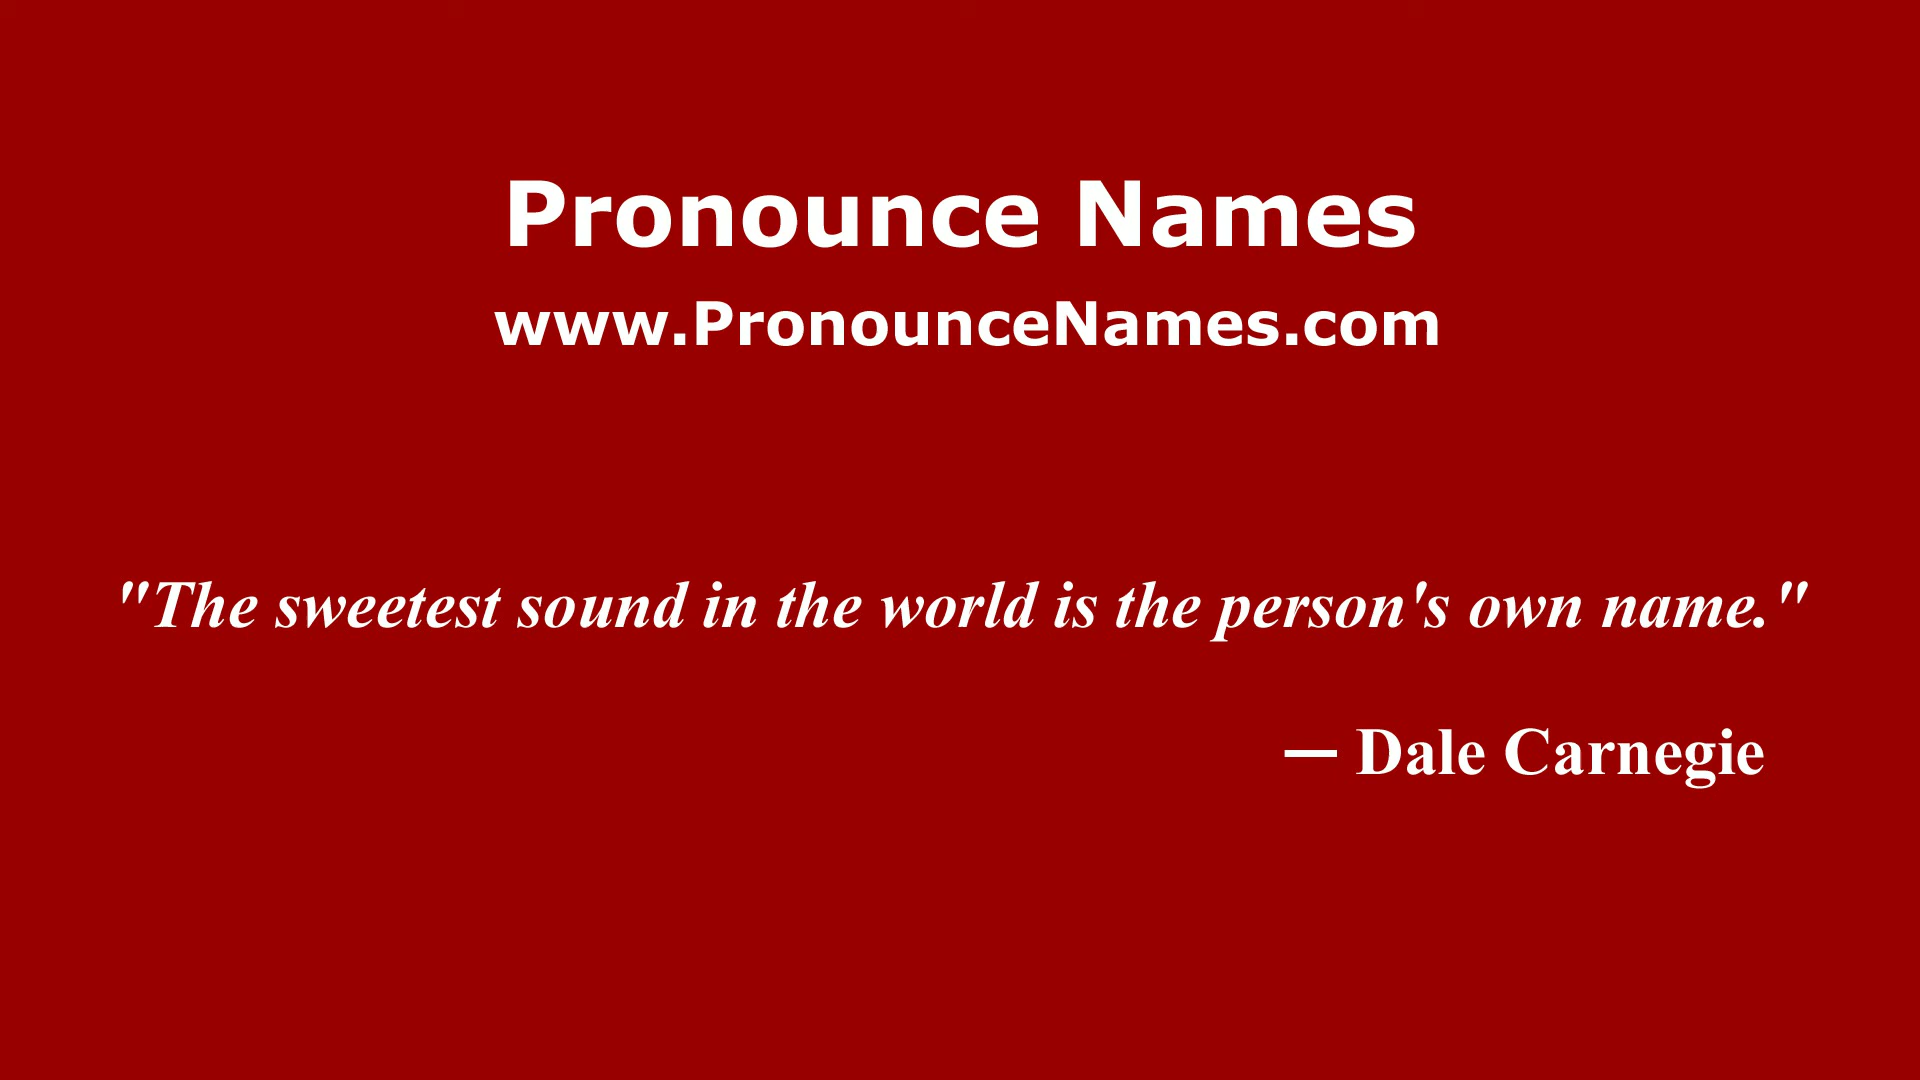 Pronounce Names
www.PronounceNames.com
"The sweetest sound in the world is the person's own name."
— Dale Carnegie